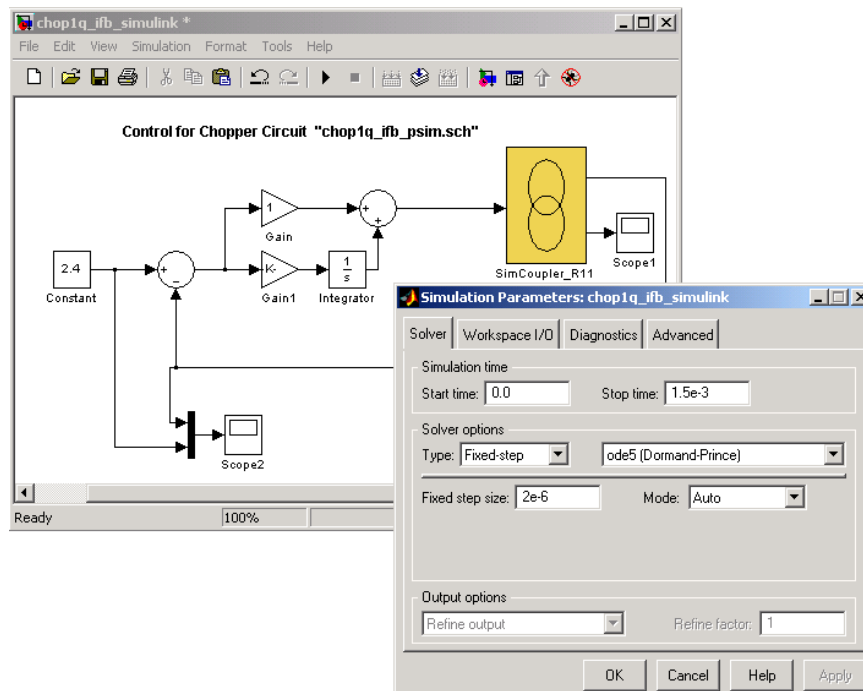 chop1q_ifb_simulink *
File Edit View Simulation Format Tools Help
Control for Chopper Circuit "chop1q_ifb_psim.sch"
1
Gain
+
+
2.4
Constant
+
−
K-
Gain1
1
s
Integrator
SimCoupler_R11
Scope1
Scope2
Ready 100%
Simulation Parameters: chop1q_ifb_simulink
Solver Workspace I/O Diagnostics Advanced
Simulation time
Start time: 0.0 Stop time: 1.5e-3
Solver options
Type: Fixed-step ode5 (Dormand-Prince)
Fixed step size: 2e-6 Mode: Auto
Output options
Refine output Refine factor: 1
OK Cancel Help Apply